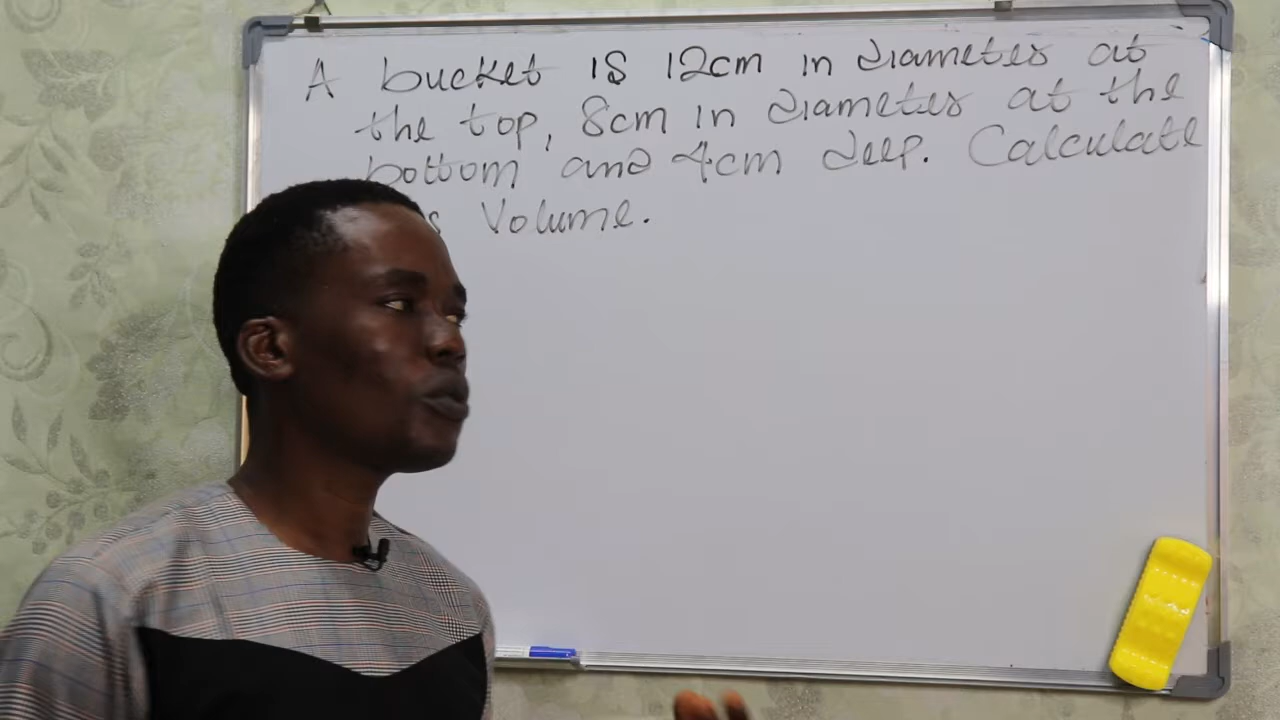 A bucket is 12cm in diameter at
the top, 8cm in diameter at the
bottom and 4cm deep. Calculate
Volume.